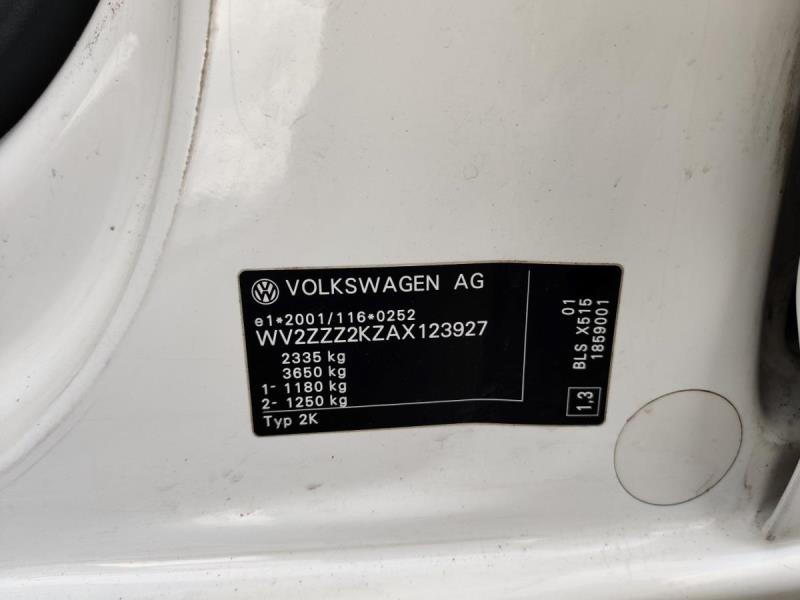 VOLKSWAGEN AG
e1*2001/116*0252
WV2ZZZ2KZAX123927
2335 kg
3650 kg
1- 1180 kg
2- 1250 kg
Typ 2K
01
BLS X515
1859001
1,3